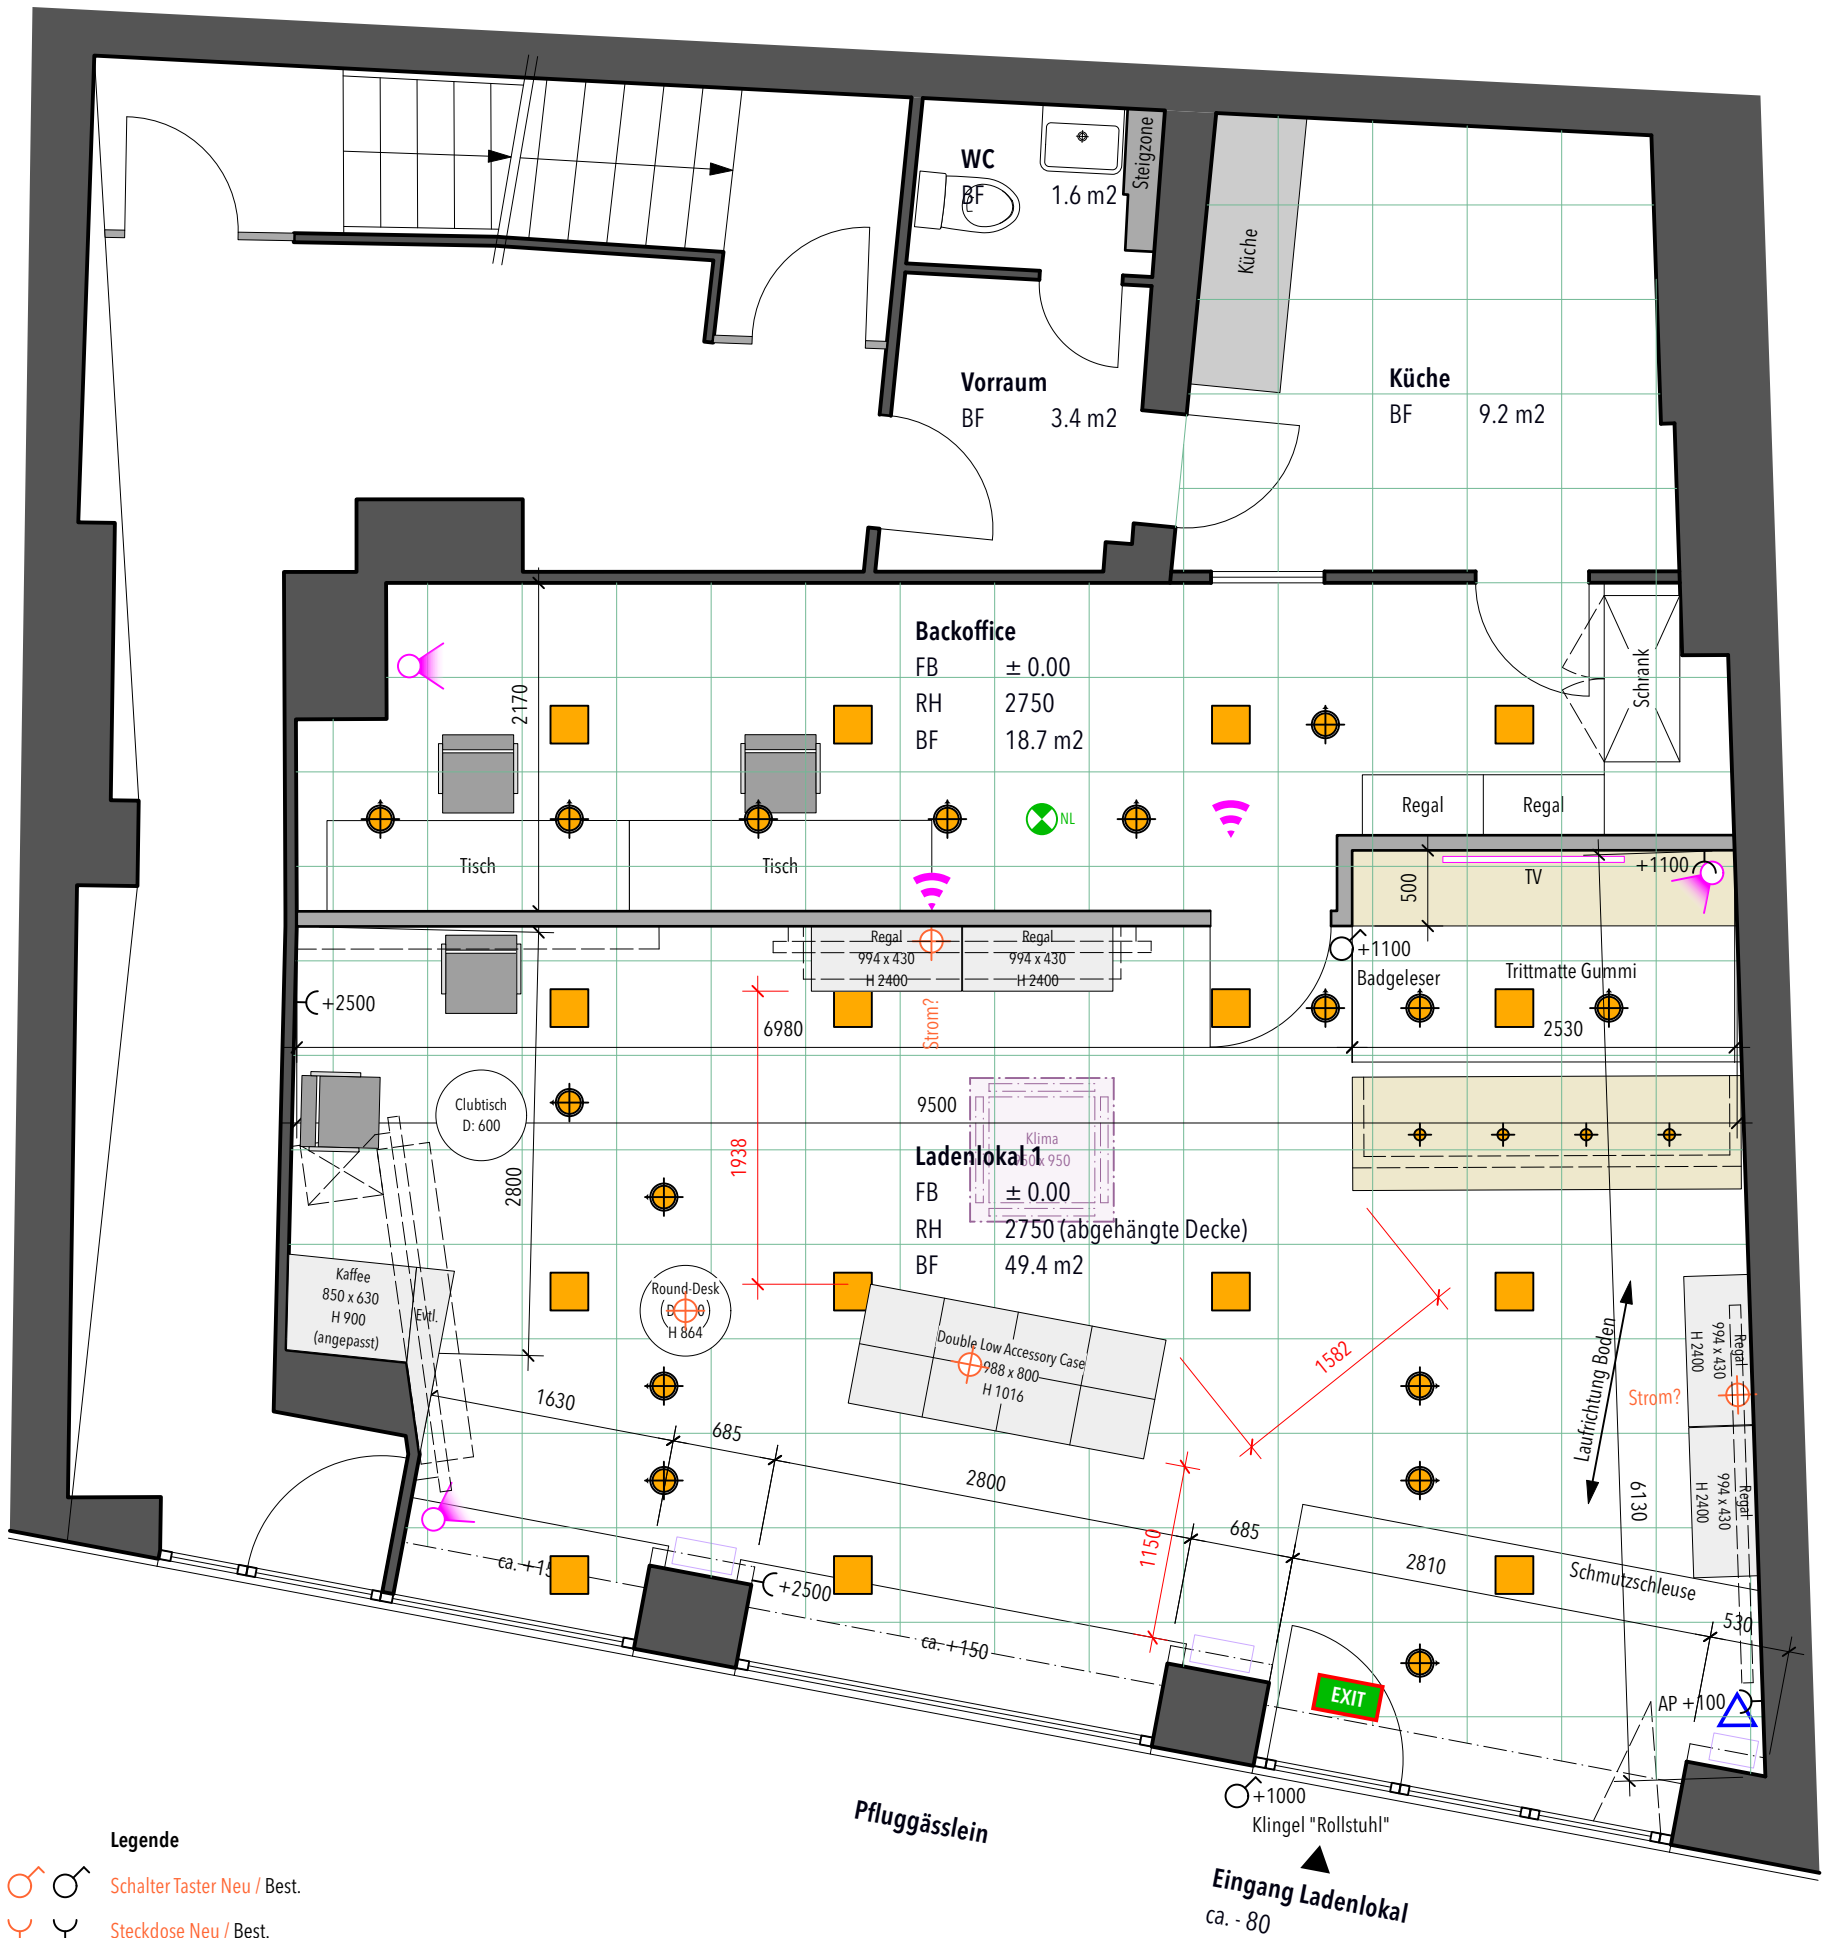 WC
BF 1.6 m2
Steigzone
Küche
Vorraum
BF 3.4 m2
Küche
BF 9.2 m2
Backoffice
FB ± 0.00
RH 2750
BF 18.7 m2
2170
Schrank
NL
Regal
Regal
Tisch
Tisch
500
TV
+1100
+1100
Badgeleser
Trittmatte Gummi
Regal
994 x 430
H 2400
Regal
994 x 430
H 2400
+2500
Strom?
6980
2530
9500
Clubtisch
D: 600
2800
1938
Klima
950 x 950
Ladenlokal 1
FB ± 0.00
RH 2750 (abgehängte Decke)
BF 49.4 m2
Kaffee
850 x 630
H 900
(angepasst)
Evtl.
Round-Desk
H 864
Double Low Accessory Case
988 x 800
H 1016
1582
Laufrichtung Boden
Strom?
Regal
994 x 430
H 2400
Regal
994 x 430
H 2400
6130
1630
685
2800
1150
685
2810
Schmutzschleuse
530
ca. +15
+2500
ca. +150
EXIT
AP +100
+1000
Klingel "Rollstuhl"
Pfluggässlein
Eingang Ladenlokal
ca. - 80
Legende
Schalter Taster Neu / Best.
Steckdose Neu / Best.